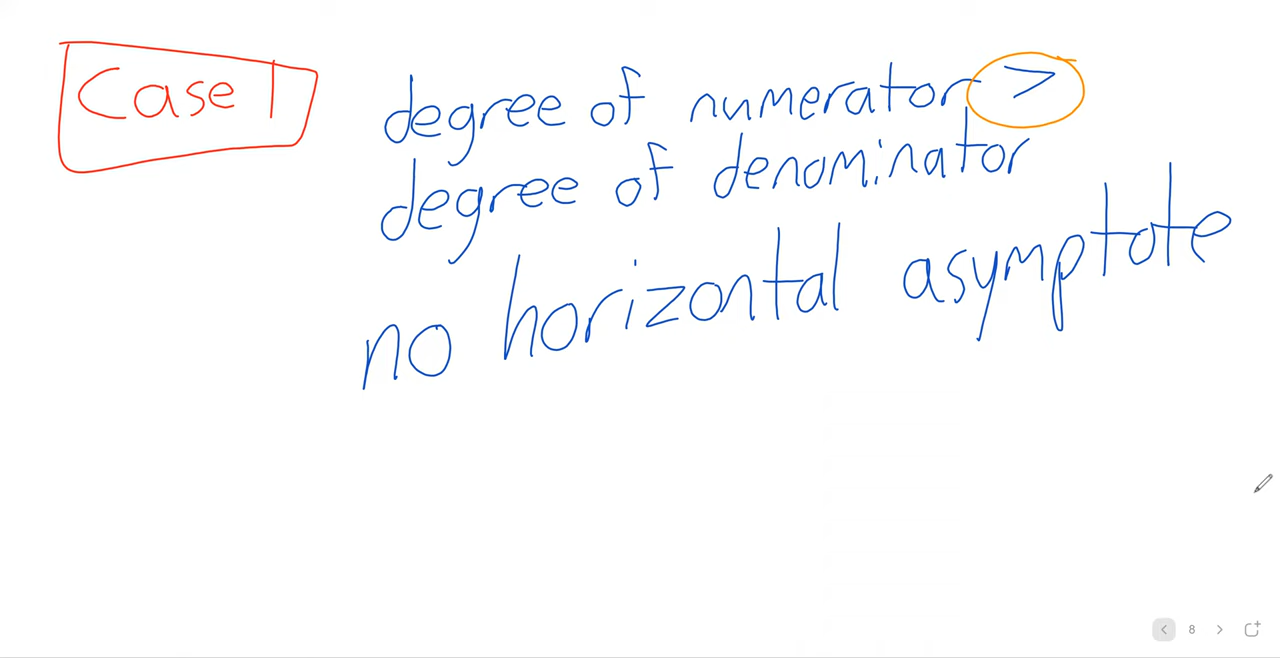 Case 1
degree of numerator >
degree of denominator
no horizontal asymptote
8